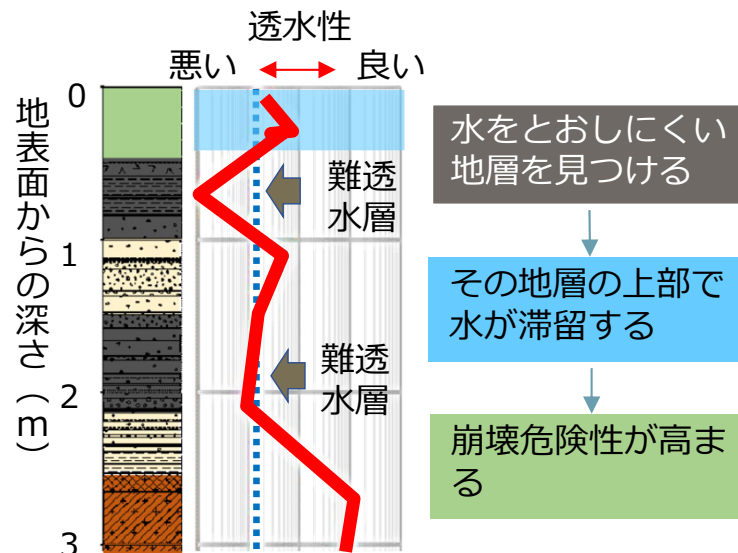 透水性
悪い
良い
地表面からの深さ(m)
0
1
2
3
難透
水層
難透
水層
水をとおしにくい
地層を見つける
その地層の上部で
水が滞留する
崩壊危険性が高ま
る